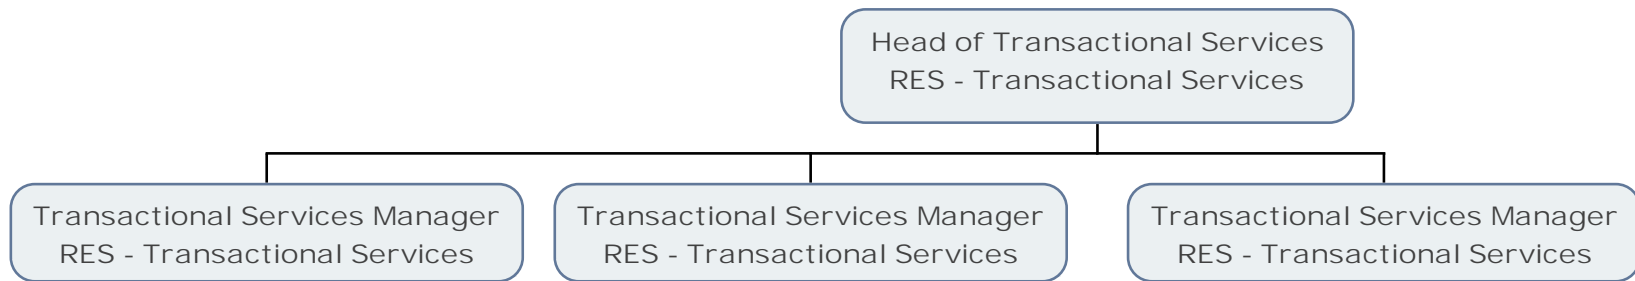 Head of Transactional Services
RES - Transactional Services
Transactional Services Manager
RES - Transactional Services
Transactional Services Manager
RES - Transactional Services
Transactional Services Manager
RES - Transactional Services